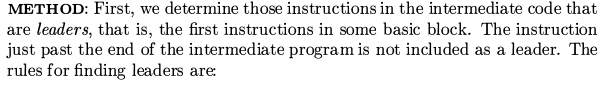 METHOD: First, we determine those instructions in the intermediate code that
are leaders, that is, the first instructions in some basic block. The instruction
just past the end of the intermediate program is not included as a leader. The
rules for finding leaders are: